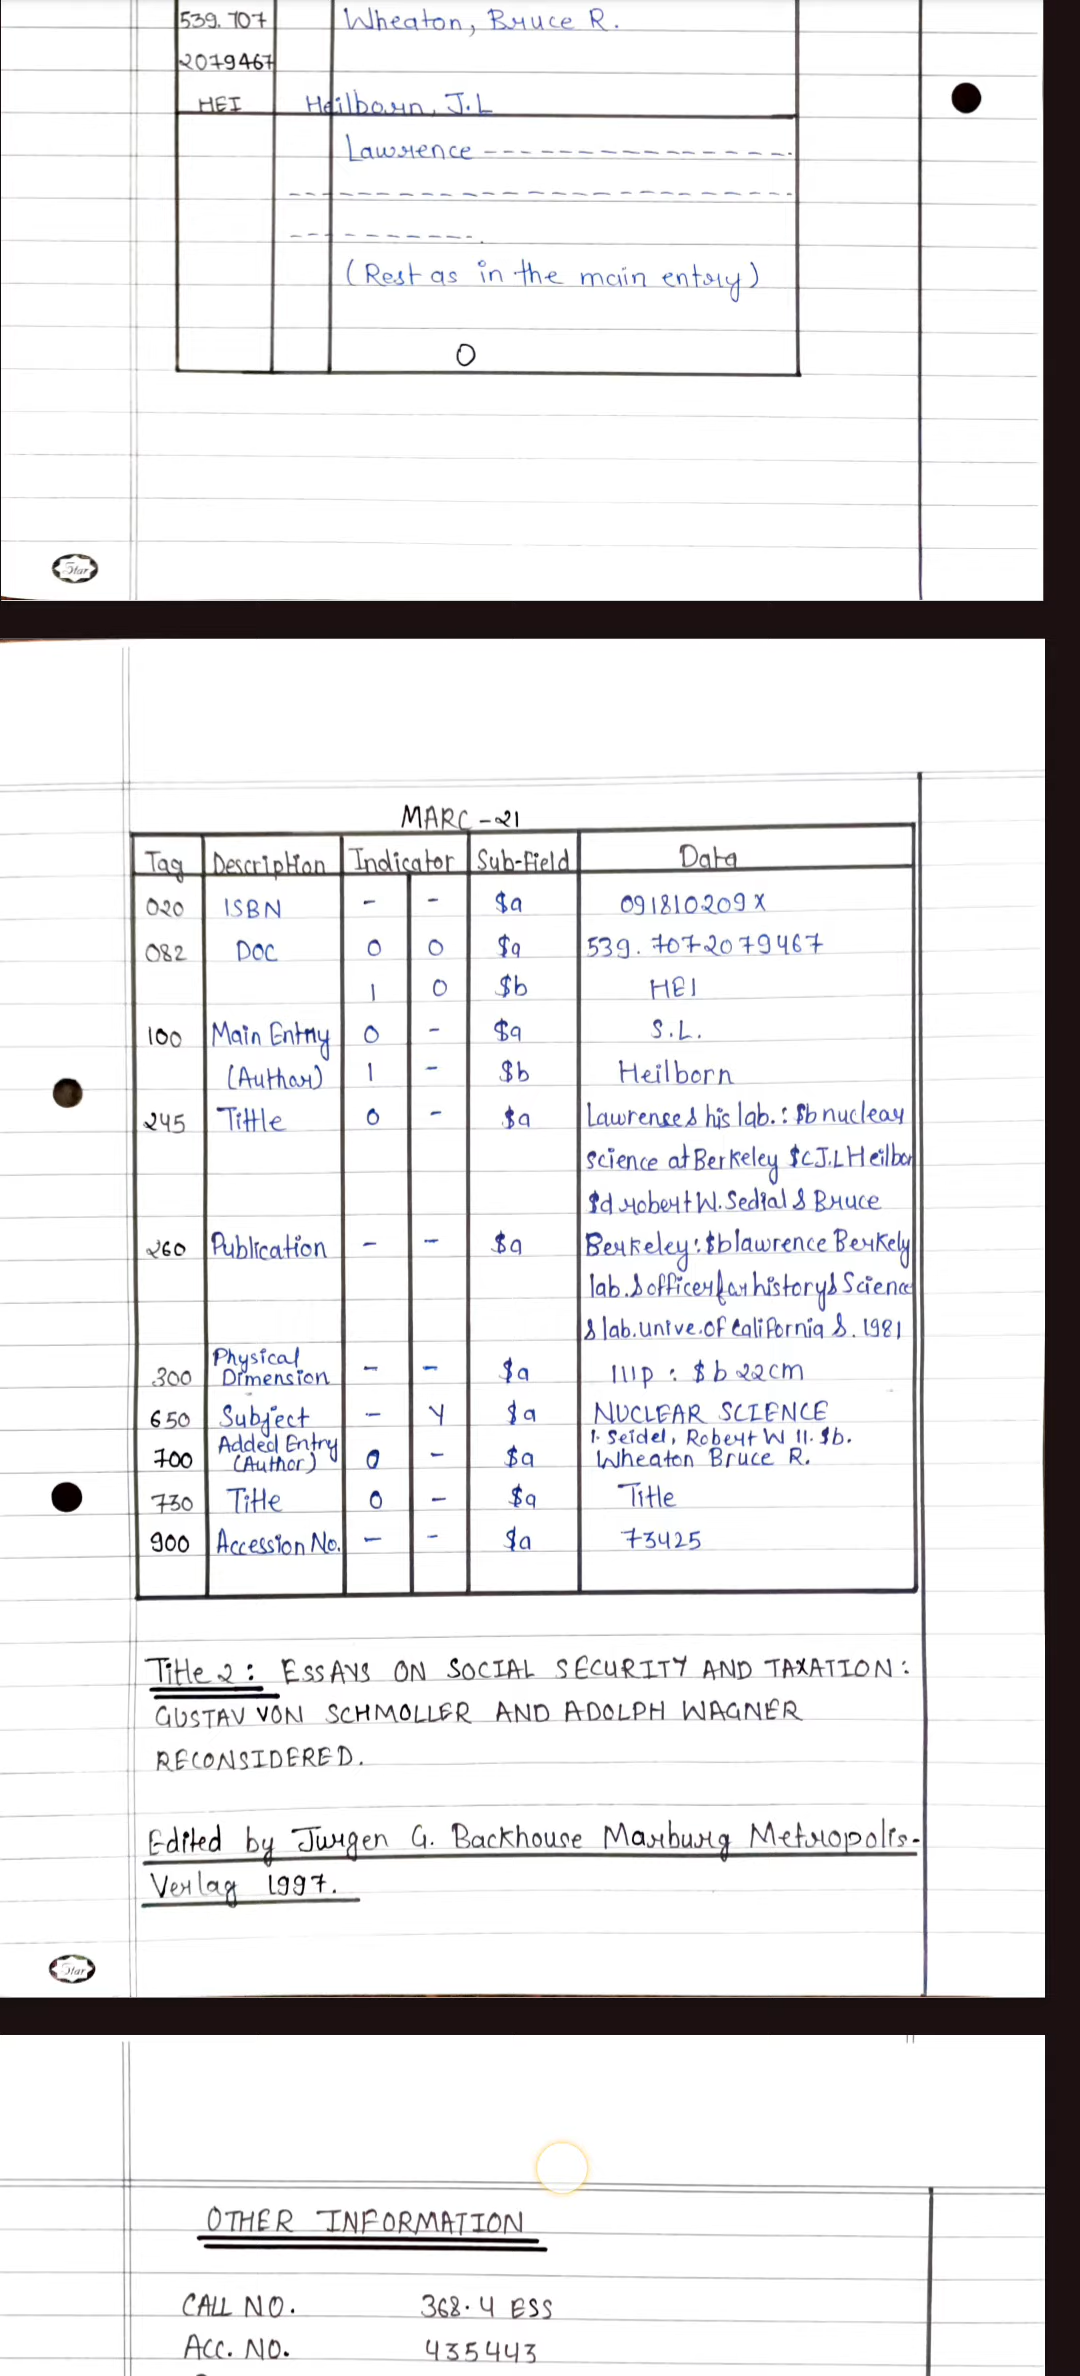 539.707 Wheaton, Bruce R.
2079467
HEI Heilborn, J.L
Lawrence
(Rest as in the main entory)
O
Star
MARC-21
Tag Description Indicator Sub-field Data
020 ISBN - - $a 091810209X
082 DOC 0 0 $a 539.7072079467
1 0 $b HEI
100 Main Entry 0 - $a S.L.
(Author) 1 - $b Heilborn
245 Tittle 0 - $a Lawrence & his lab. : $b nuclear
science at Berkeley $C J.L Heilbor
$d robert W. Sedial & Bruce
260 Publication - - $a Berkeley: $b lawrence Berkely
lab. & officer for history & Science
& lab. unive. of California &. 1981
300 Physical Dimension - - $a 111p : $b 22cm
650 Subject - Y $a NUCLEAR SCIENCE
700 Added Entry (Author) 0 - $a 1. Seidel, Robert W 11. $b.
Wheaton Bruce R.
730 Title 0 - $a Title
900 Accession No. - - $a 73425
Title 2: ESSAYS ON SOCIAL SECURITY AND TAXATION:
GUSTAV VON SCHMOLLER AND ADOLPH WAGNER
RECONSIDERED.
Edited by Jurgen G. Backhouse Marburg Metropolis-
Verlag 1997.
Star
OTHER INFORMATION
CALL NO. 368.4 ESS
ACC. NO. 435443